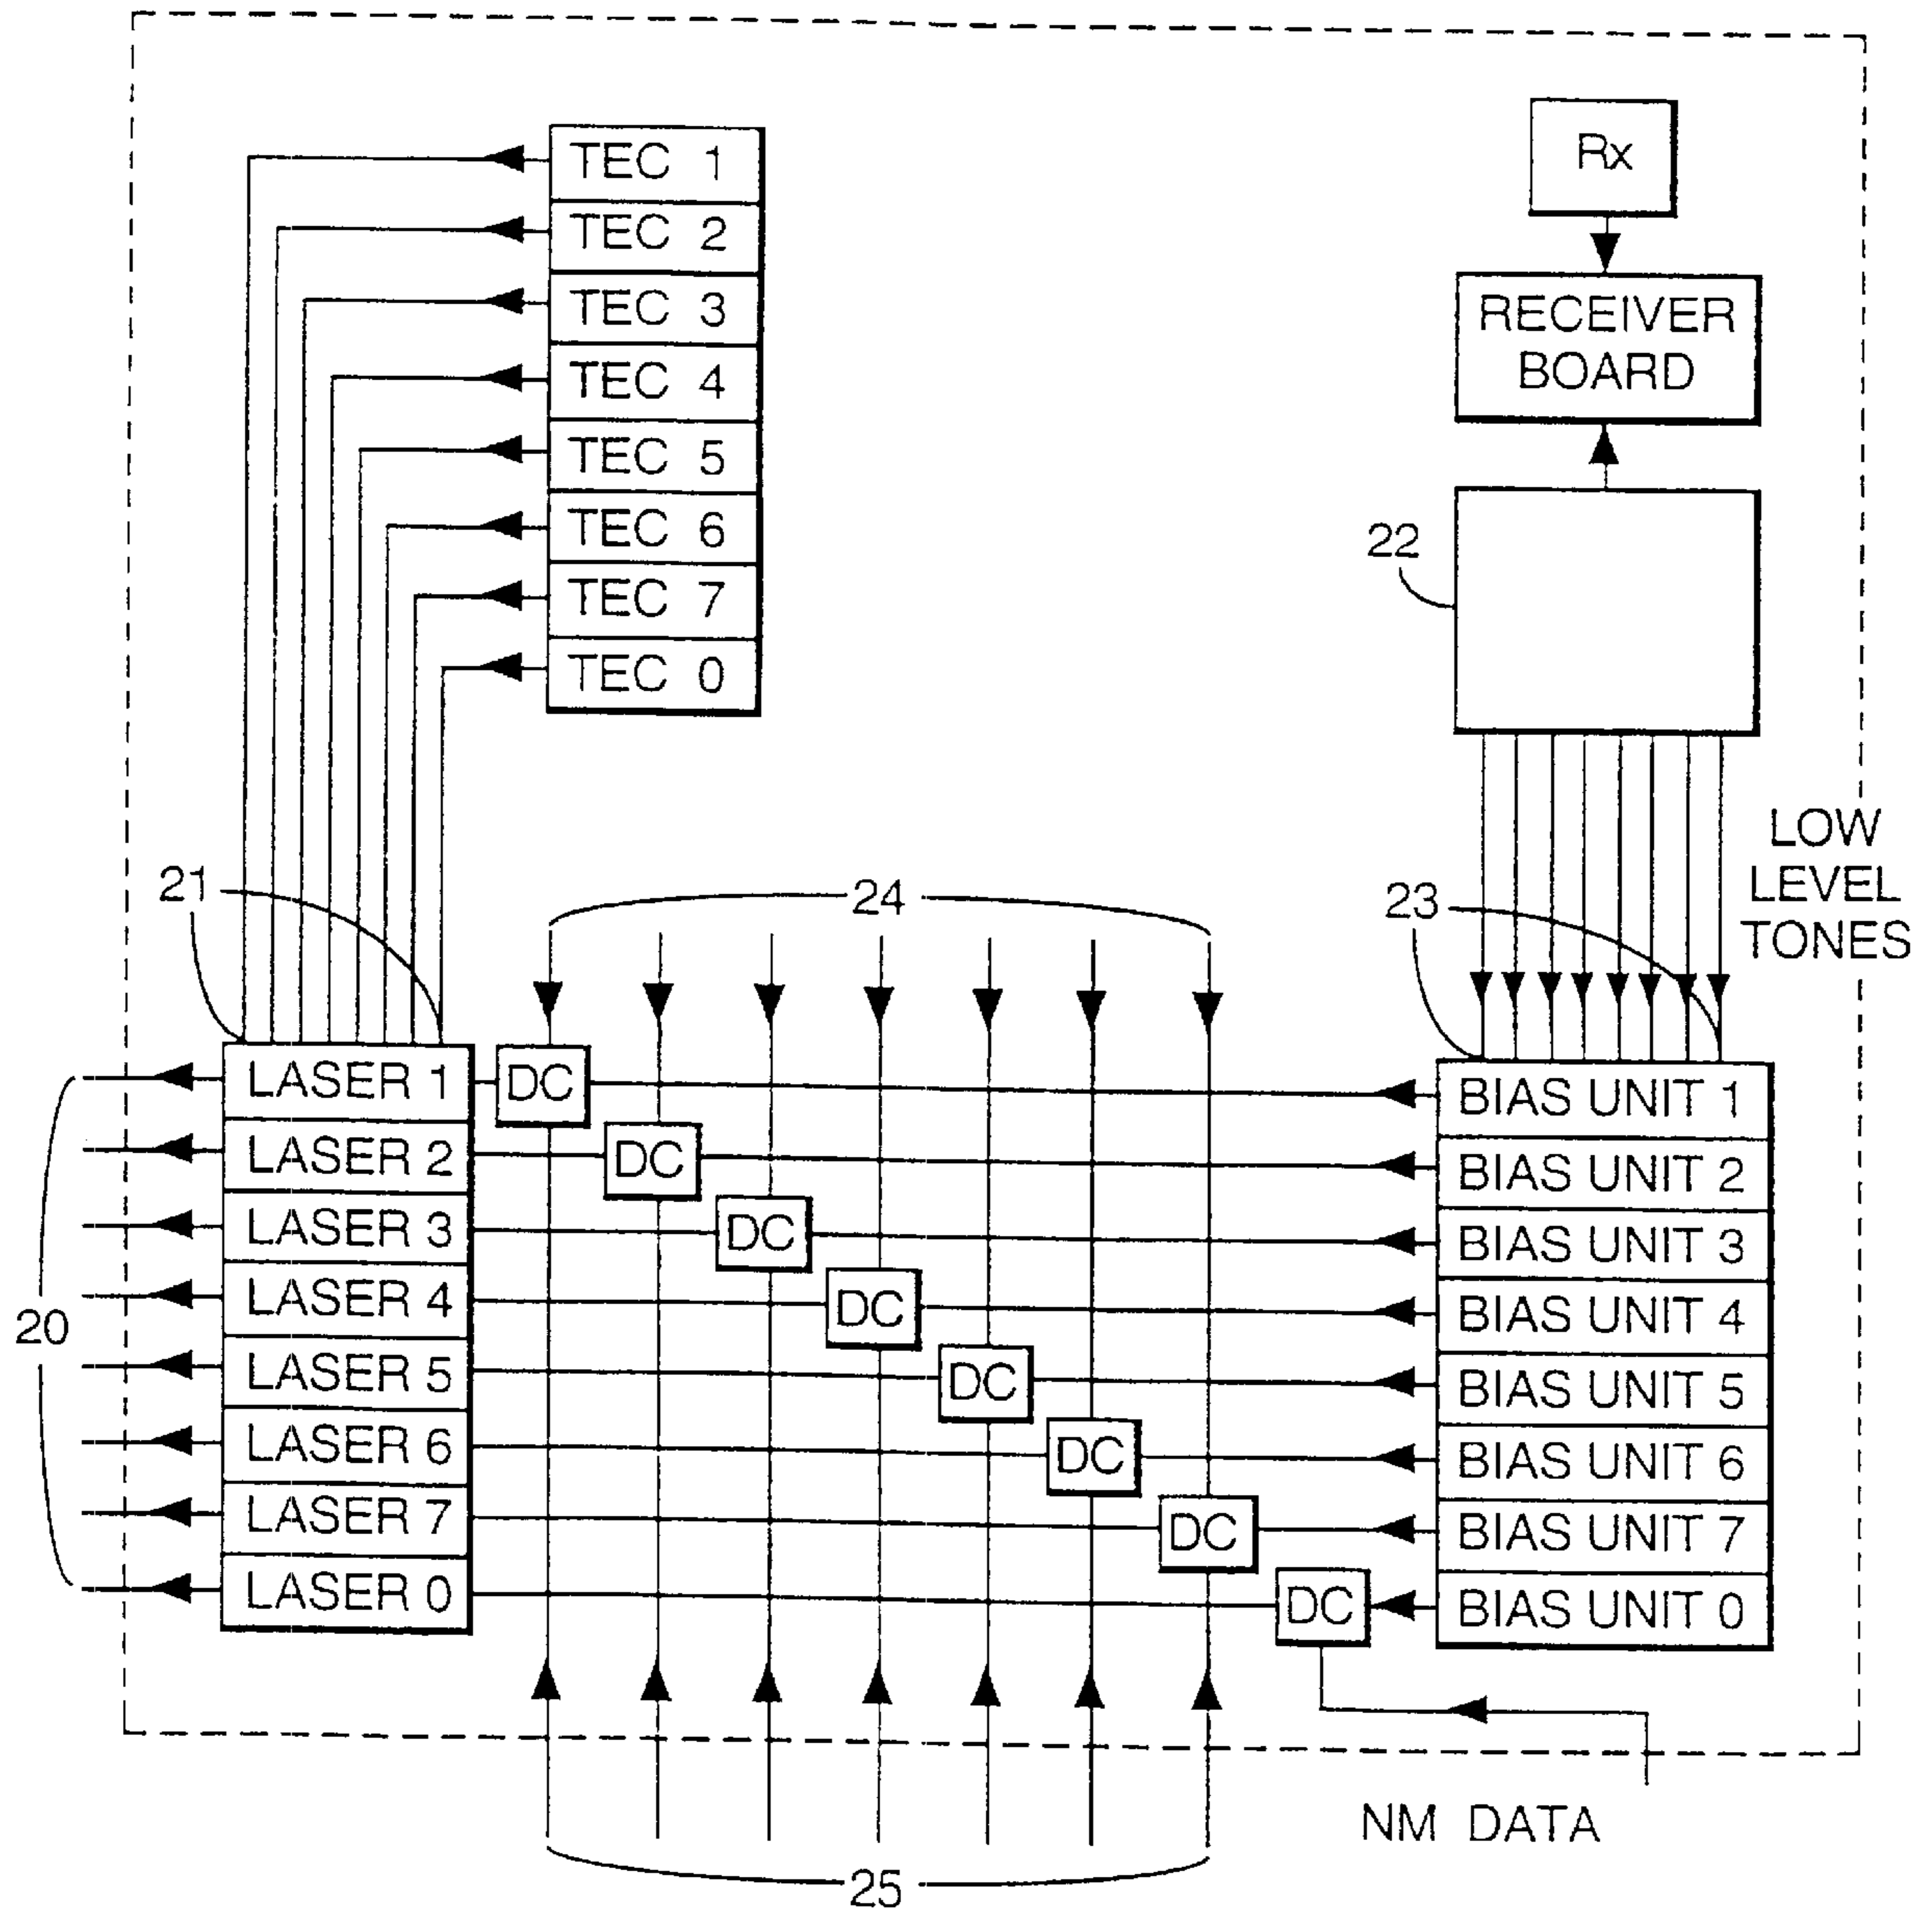 TEC 1
TEC 2
TEC 3
TEC 4
TEC 5
TEC 6
TEC 7
TEC 0
Rx
RECEIVER
BOARD
22
LOW
LEVEL
TONES
21
24
23
LASER 1
LASER 2
LASER 3
LASER 4
LASER 5
LASER 6
LASER 7
LASER 0
20
DC
DC
DC
DC
DC
DC
DC
DC
BIAS UNIT 1
BIAS UNIT 2
BIAS UNIT 3
BIAS UNIT 4
BIAS UNIT 5
BIAS UNIT 6
BIAS UNIT 7
BIAS UNIT 0
NM DATA
25